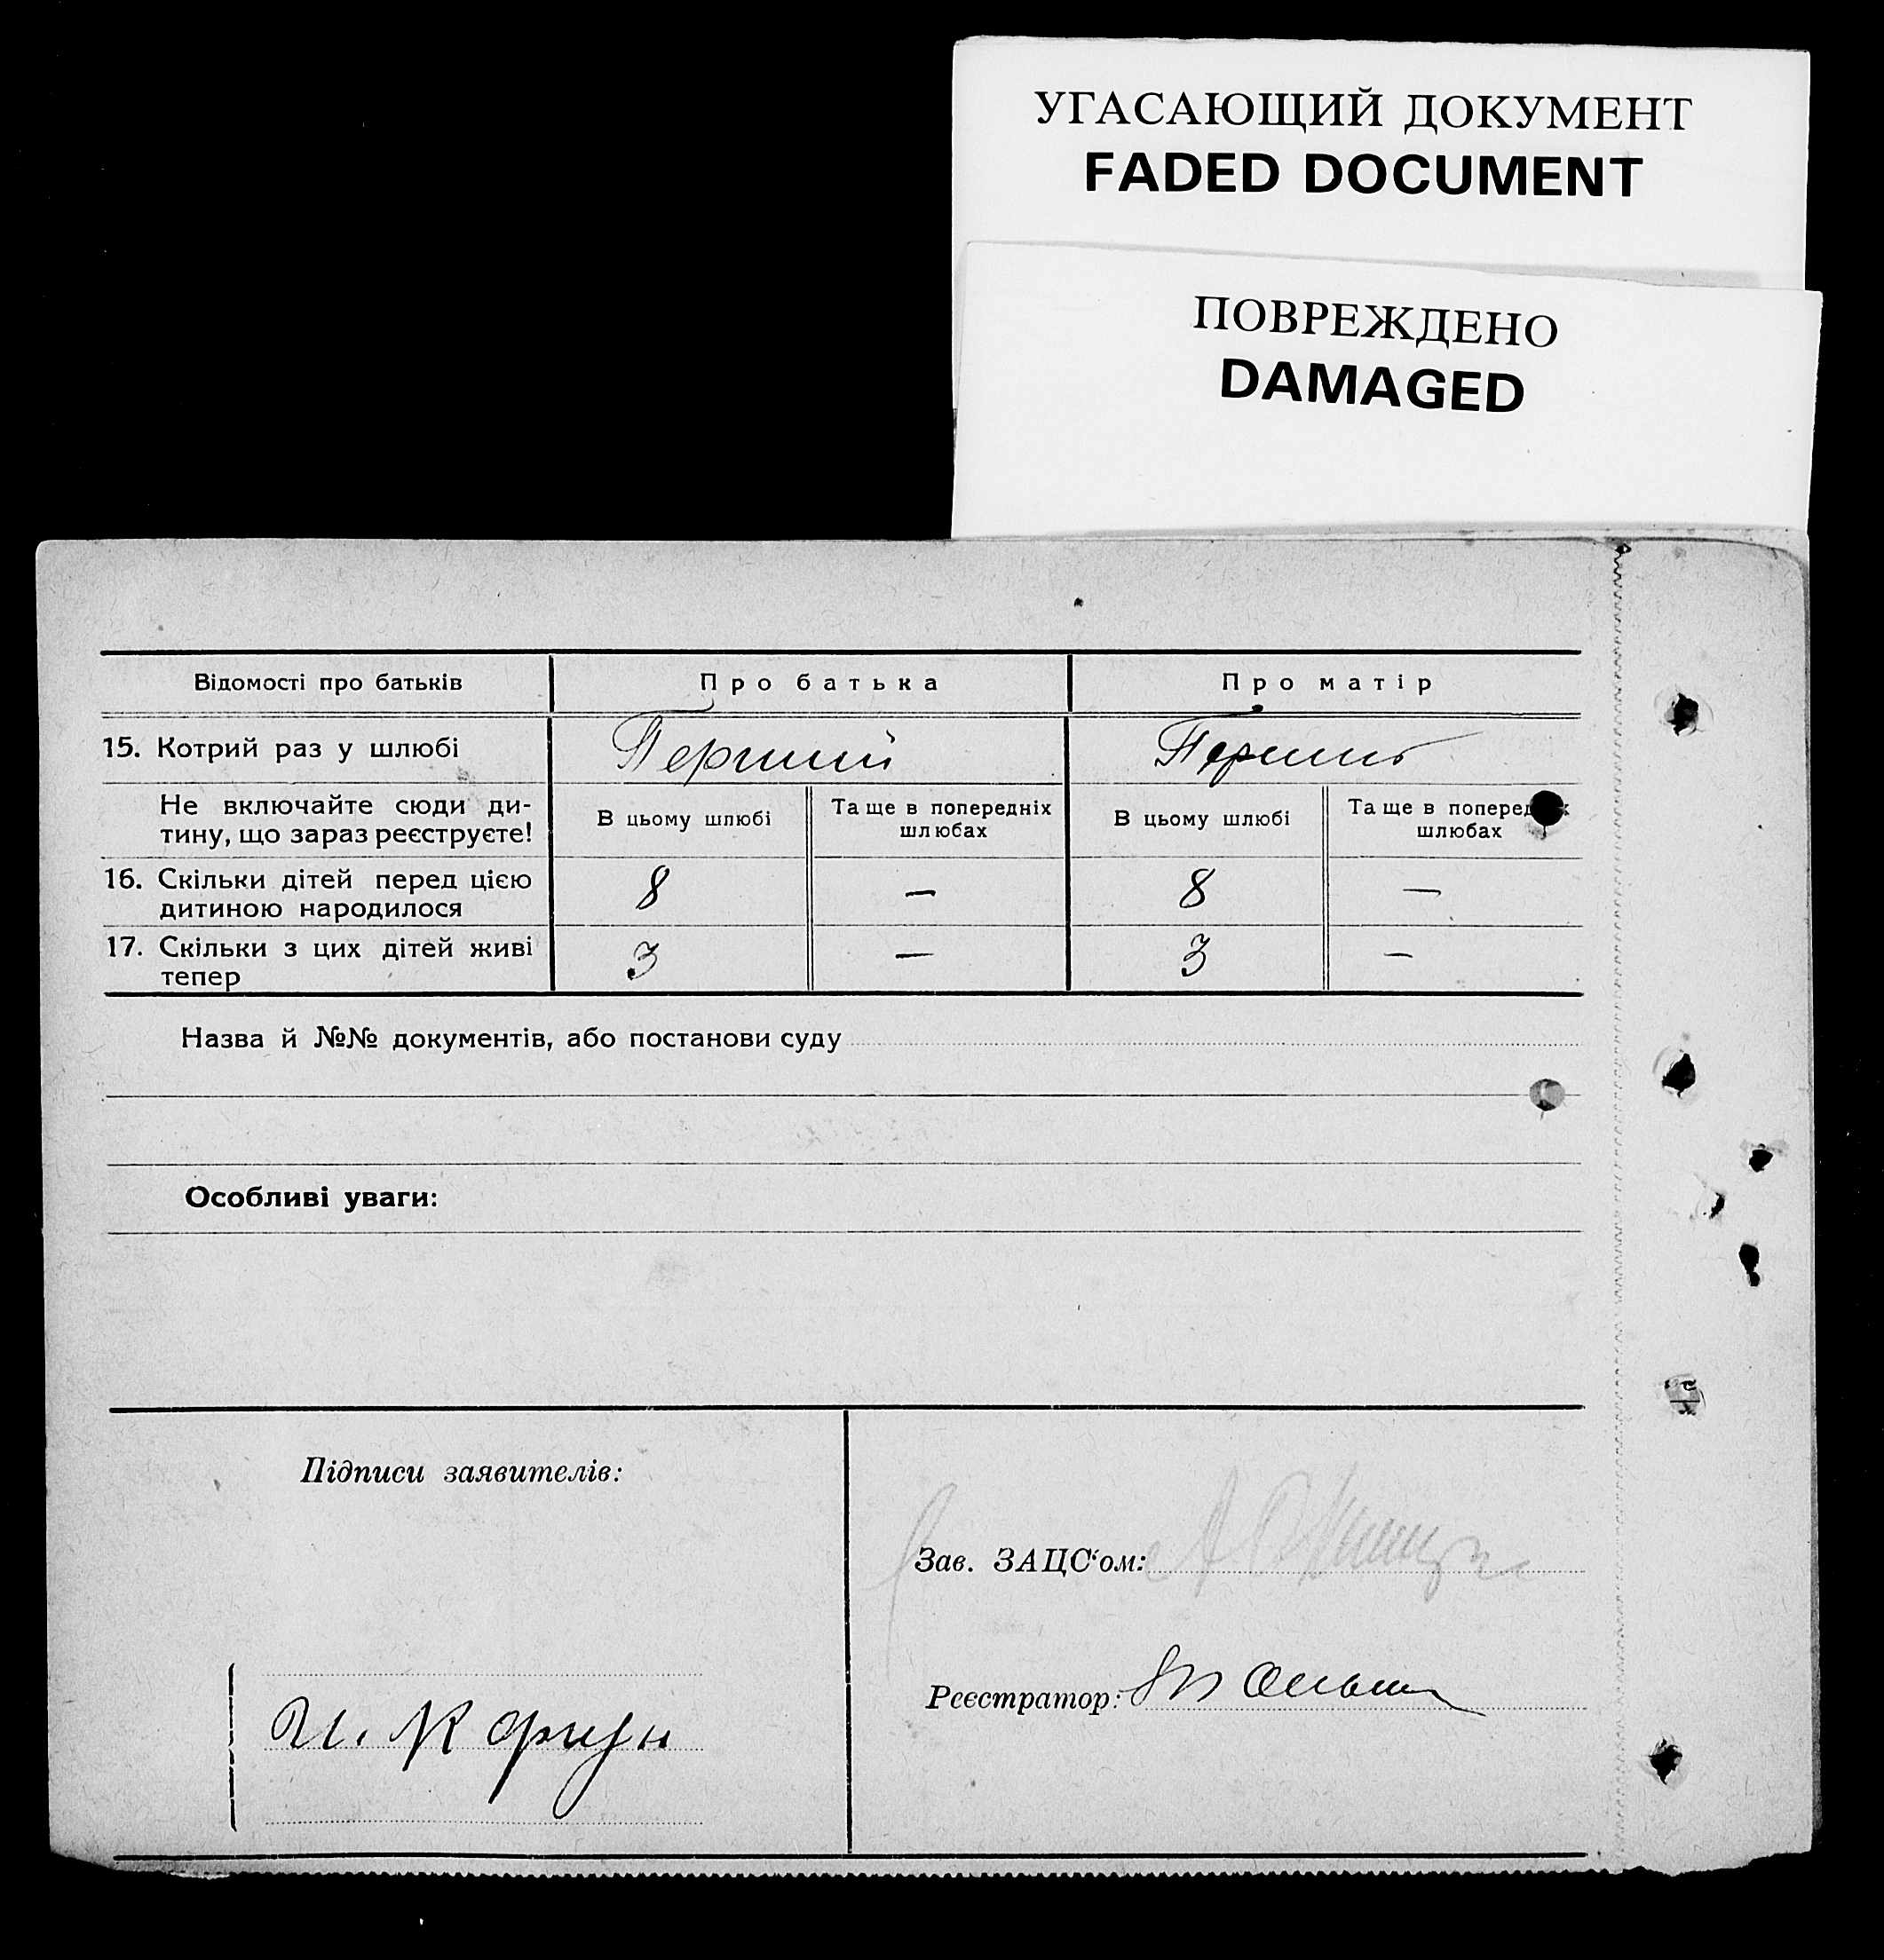 УГАСАЮЩИЙ ДОКУМЕНТ
FADED DOCUMENT
ПОВРЕЖДЕНО
DAMAGED
Відомості про батьків Про батька Про матір
15. Котрий раз у шлюбі Перший
Не включайте сюди ди- В цьому шлюбі Та ще в попередніх В цьому шлюбі Та ще в
тину, що зараз реєструєте! шлюбах шлюбах
16. Скільки дітей перед цією 8 — 8 —
дитиною народилося
17. Скільки з цих дітей живі 3 — 3 —
тепер
Назва й №№ документів, або постанови суду
Особливі уваги:
Підписи заявителів:
Зав. ЗАЦС‘ом:
Реєстратор: